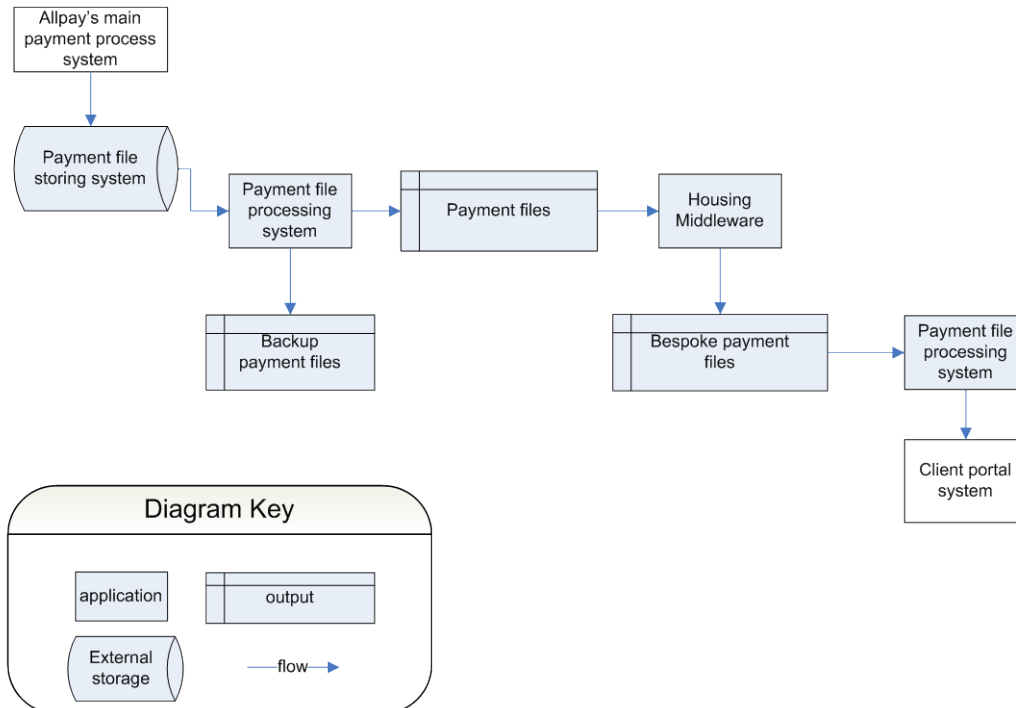 Allpay's main
payment process
system
Payment file
storing system
Payment file
processing
system
Payment files
Housing
Middleware
Backup
payment files
Bespoke payment
files
Payment file
processing
system
Client portal
system
Diagram Key
application
output
External
storage
flow